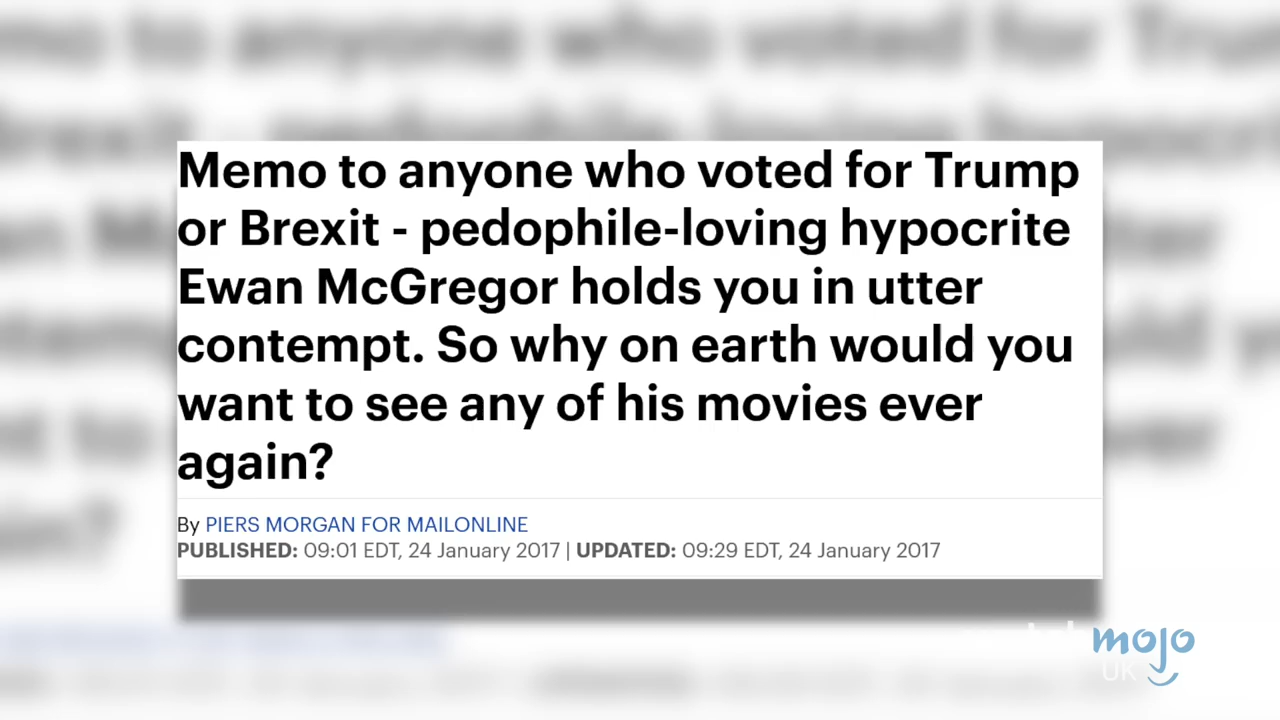 Memo to anyone who voted for Trump
or Brexit - pedophile-loving hypocrite
Ewan McGregor holds you in utter
contempt. So why on earth would you
want to see any of his movies ever
again?
By PIERS MORGAN FOR MAILONLINE
PUBLISHED: 09:01 EDT, 24 January 2017 | UPDATED: 09:29 EDT, 24 January 2017
mojo
UK